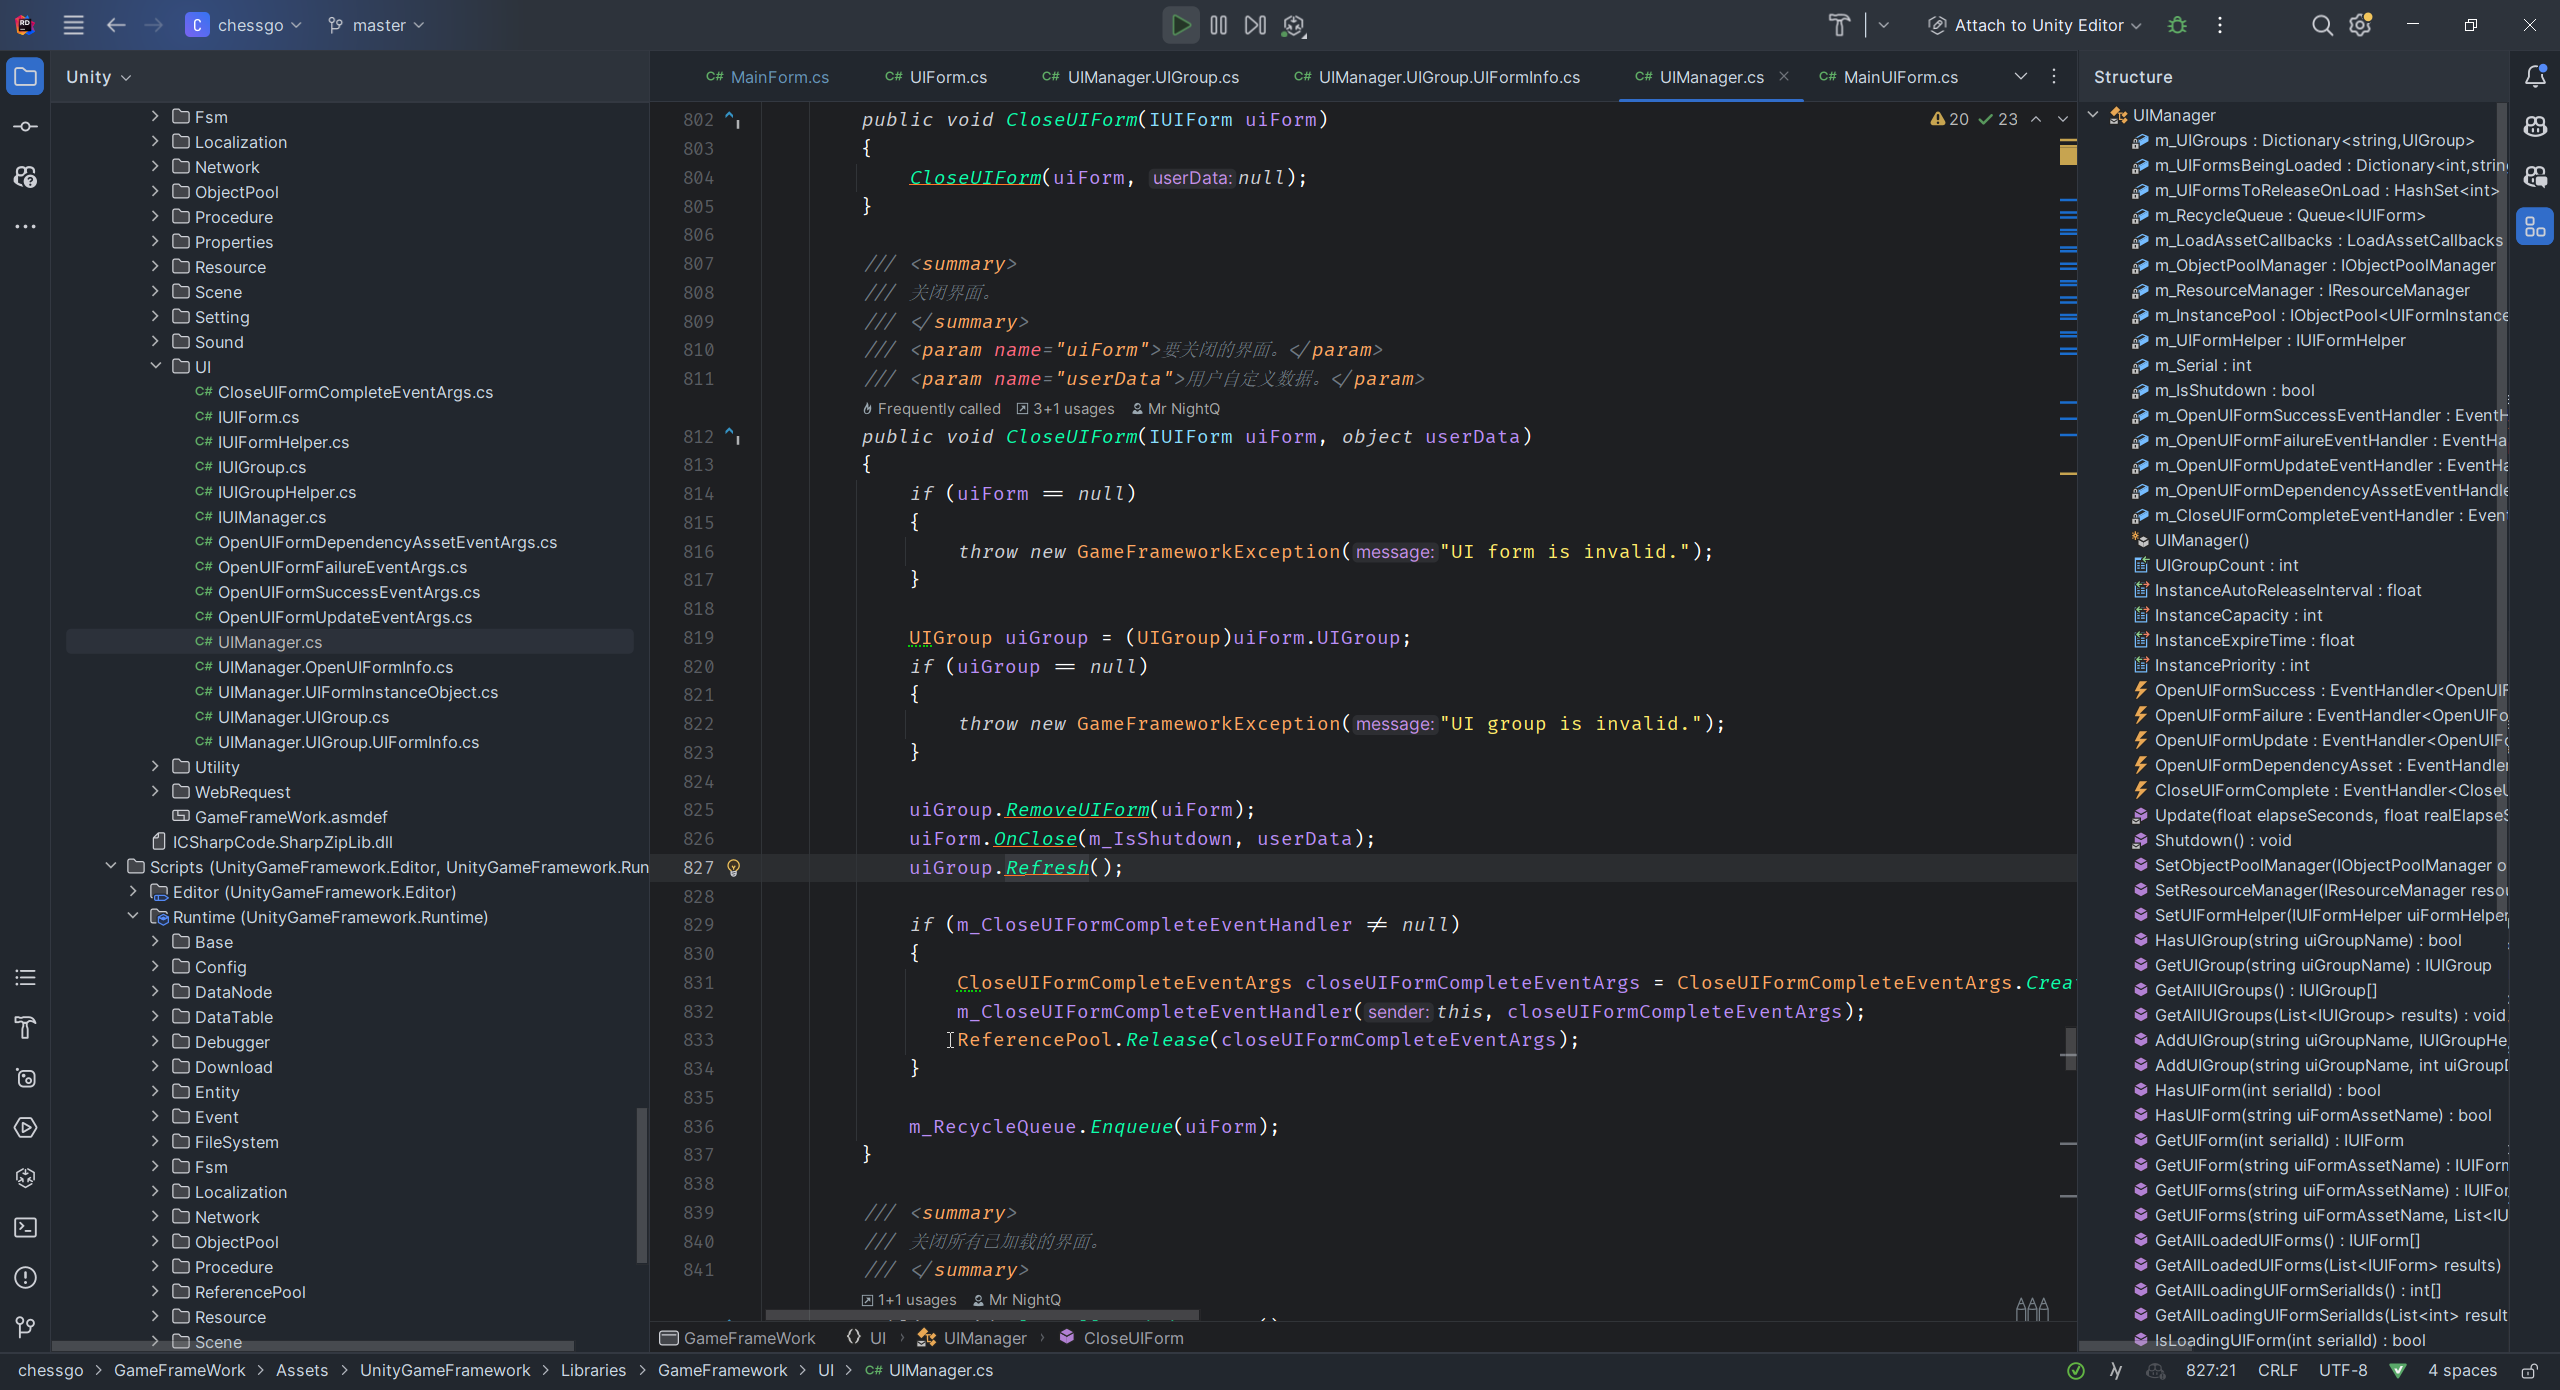 C chessgo master Attach to Unity Editor
Unity
Fsm
Localization
Network
ObjectPool
Procedure
Properties
Resource
Scene
Setting
Sound
UI
C# CloseUIFormCompleteEventArgs.cs
C# IUIForm.cs
C# IUIFormHelper.cs
C# IUIGroup.cs
C# IUIGroupHelper.cs
C# IUIManager.cs
C# OpenUIFormDependencyAssetEventArgs.cs
C# OpenUIFormFailureEventArgs.cs
C# OpenUIFormSuccessEventArgs.cs
C# OpenUIFormUpdateEventArgs.cs
C# UIManager.cs
C# UIManager.OpenUIFormInfo.cs
C# UIManager.UIFormInstanceObject.cs
C# UIManager.UIGroup.cs
C# UIManager.UIGroup.UIFormInfo.cs
Utility
WebRequest
GameFrameWork.asmdef
ICSharpCode.SharpZipLib.dll
Scripts (UnityGameFramework.Editor, UnityGameFramework.Run
Editor (UnityGameFramework.Editor)
Runtime (UnityGameFramework.Runtime)
Base
Config
DataNode
DataTable
Debugger
Download
Entity
Event
FileSystem
Fsm
Localization
Network
ObjectPool
Procedure
ReferencePool
Resource
Scene
C# MainForm.cs C# UIForm.cs C# UIManager.UIGroup.cs C# UIManager.UIGroup.UIFormInfo.cs C# UIManager.cs C# MainUIForm.cs
20 23
802 public void CloseUIForm(IUIForm uiForm)
803 {
804 CloseUIForm(uiForm, userData: null);
805 }
806
807 /// <summary>
808 /// 关闭界面。
809 /// </summary>
810 /// <param name="uiForm">要关闭的界面。</param>
811 /// <param name="userData">用户自定义数据。</param>
Frequently called 3+1 usages Mr NightQ
812 public void CloseUIForm(IUIForm uiForm, object userData)
813 {
814 if (uiForm == null)
815 {
816 throw new GameFrameworkException( message: "UI form is invalid.");
817 }
818
819 UIGroup uiGroup = (UIGroup)uiForm.UIGroup;
820 if (uiGroup == null)
821 {
822 throw new GameFrameworkException( message: "UI group is invalid.");
823 }
824
825 uiGroup.RemoveUIForm(uiForm);
826 uiForm.OnClose(m_IsShutdown, userData);
827 uiGroup.Refresh();
828
829 if (m_CloseUIFormCompleteEventHandler != null)
830 {
831 CloseUIFormCompleteEventArgs closeUIFormCompleteEventArgs = CloseUIFormCompleteEventArgs.Crea
832 m_CloseUIFormCompleteEventHandler( sender: this, closeUIFormCompleteEventArgs);
833 ReferencePool.Release(closeUIFormCompleteEventArgs);
834 }
835
836 m_RecycleQueue.Enqueue(uiForm);
837 }
838
839 /// <summary>
840 /// 关闭所有已加载的界面。
841 /// </summary>
1+1 usages Mr NightQ
GameFrameWork UI UIManager CloseUIForm
Structure
UIManager
m_UIGroups : Dictionary<string,UIGroup>
m_UIFormsBeingLoaded : Dictionary<int,string
m_UIFormsToReleaseOnLoad : HashSet<int>
m_RecycleQueue : Queue<IUIForm>
m_LoadAssetCallbacks : LoadAssetCallbacks
m_ObjectPoolManager : IObjectPoolManager
m_ResourceManager : IResourceManager
m_InstancePool : IObjectPool<UIFormInstance
m_UIFormHelper : IUIFormHelper
m_Serial : int
m_IsShutdown : bool
m_OpenUIFormSuccessEventHandler : EventH
m_OpenUIFormFailureEventHandler : EventHa
m_OpenUIFormUpdateEventHandler : EventHa
m_OpenUIFormDependencyAssetEventHandle
m_CloseUIFormCompleteEventHandler : Even
UIManager()
UIGroupCount : int
InstanceAutoReleaseInterval : float
InstanceCapacity : int
InstanceExpireTime : float
InstancePriority : int
OpenUIFormSuccess : EventHandler<OpenUIF
OpenUIFormFailure : EventHandler<OpenUIFo
OpenUIFormUpdate : EventHandler<OpenUIFo
OpenUIFormDependencyAsset : EventHandler
CloseUIFormComplete : EventHandler<CloseU
Update(float elapseSeconds, float realElapseS
Shutdown() : void
SetObjectPoolManager(IObjectPoolManager o
SetResourceManager(IResourceManager resou
SetUIFormHelper(IUIFormHelper uiFormHelper
HasUIGroup(string uiGroupName) : bool
GetUIGroup(string uiGroupName) : IUIGroup
GetAllUIGroups() : IUIGroup[]
GetAllUIGroups(List<IUIGroup> results) : void
AddUIGroup(string uiGroupName, IUIGroupHe
AddUIGroup(string uiGroupName, int uiGroupD
HasUIForm(int serialId) : bool
HasUIForm(string uiFormAssetName) : bool
GetUIForm(int serialId) : IUIForm
GetUIForm(string uiFormAssetName) : IUIForm
GetUIForms(string uiFormAssetName) : IUIFor
GetUIForms(string uiFormAssetName, List<IU
GetAllLoadedUIForms() : IUIForm[]
GetAllLoadedUIForms(List<IUIForm> results)
GetAllLoadingUIFormSerialIds() : int[]
GetAllLoadingUIFormSerialIds(List<int> result
IsLoadingUIForm(int serialId) : bool
chessgo > GameFrameWork > Assets > UnityGameFramework > Libraries > GameFramework > UI > C# UIManager.cs 827:21 CRLF UTF-8 4 spaces